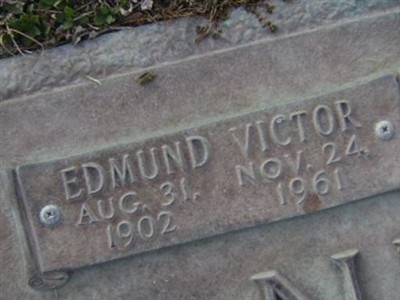 EDMUND VICTOR
AUG. 31. NOV. 24.
1902 1961